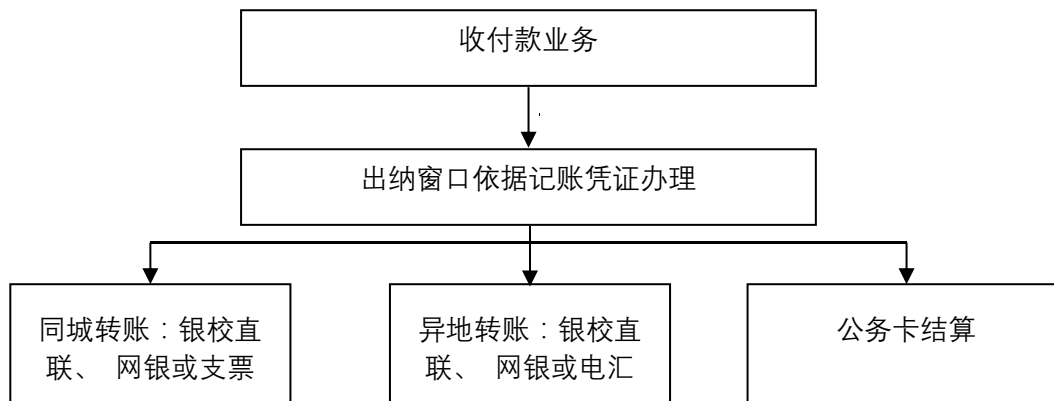 收付款业务
出纳窗口依据记账凭证办理
同城转账：银校直
联、 网银或支票
异地转账：银校直
联、 网银或电汇
公务卡结算